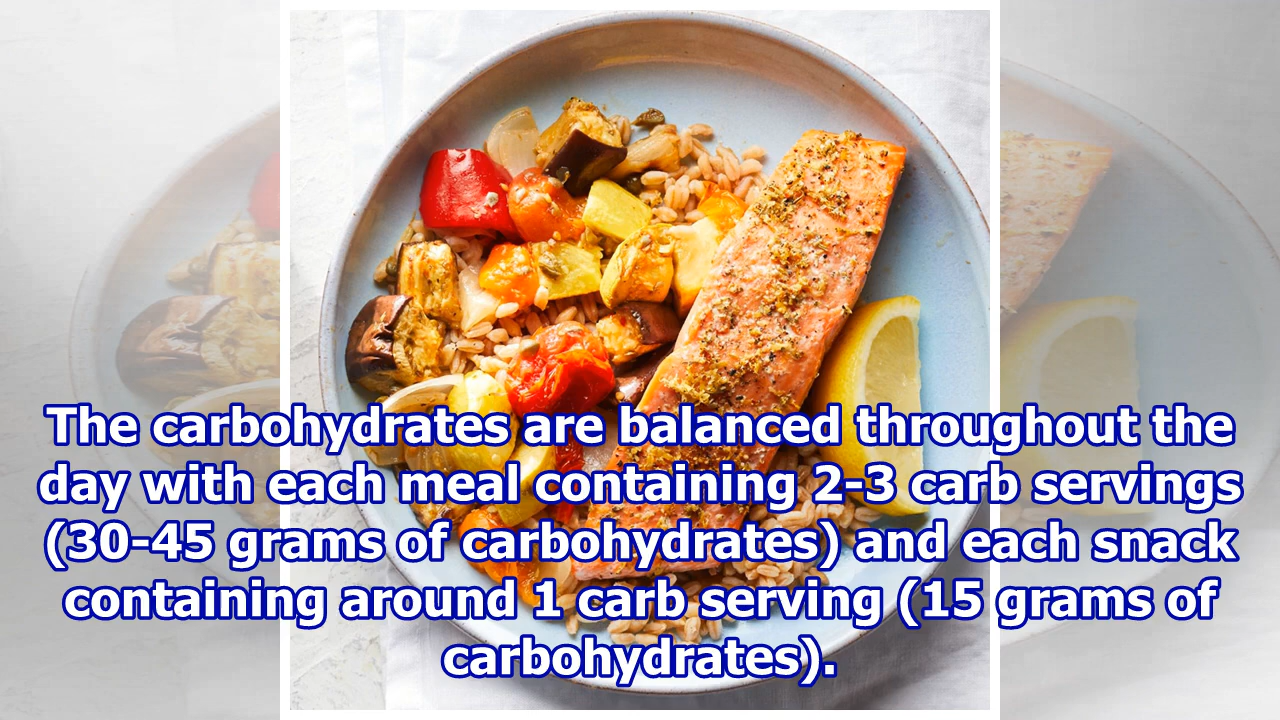 The carbohydrates are balanced throughout the
day with each meal containing 2-3 carb servings
(30-45 grams of carbohydrates) and each snack
containing around 1 carb serving (15 grams of
carbohydrates).